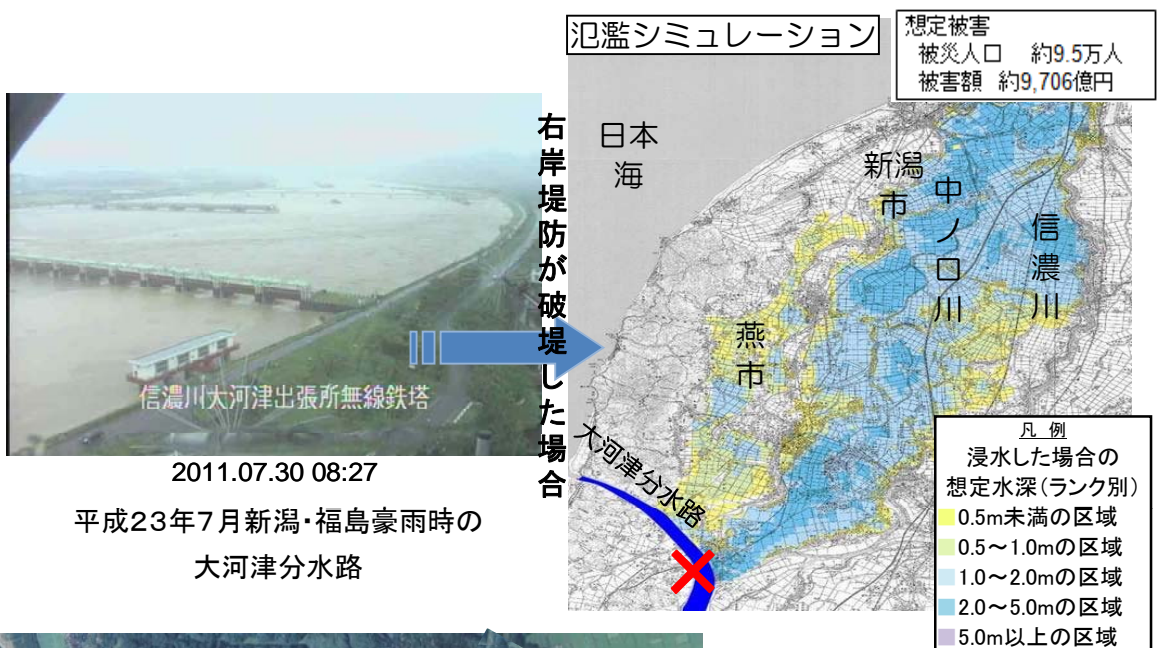 氾濫シミュレーション
想定被害
被災人口 約9.5万人
被害額 約9,706億円
右岸堤防が破堤した場合
日本
海
新潟
市
中ノ口川
信濃川
燕市
大河津分水路
信濃川大河津出張所無線鉄塔
2011.07.30 08:27
平成23年7月新潟・福島豪雨時の
大河津分水路
凡 例
浸水した場合の
想定水深(ランク別)
0.5m未満の区域
0.5～1.0mの区域
1.0～2.0mの区域
2.0～5.0mの区域
5.0m以上の区域